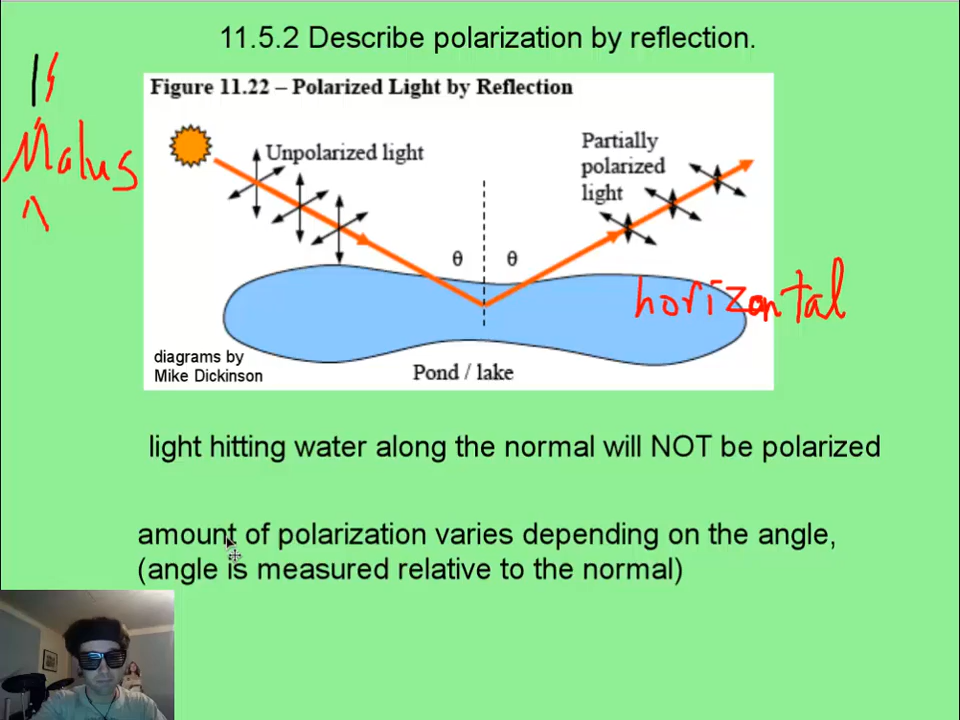 11.5.2 Describe polarization by reflection.
Malus
Figure 11.22 – Polarized Light by Reflection
Unpolarized light
Partially
polarized
light
θ θ
horizontal
diagrams by
Mike Dickinson
Pond / lake
light hitting water along the normal will NOT be polarized
amount of polarization varies depending on the angle,
(angle is measured relative to the normal)